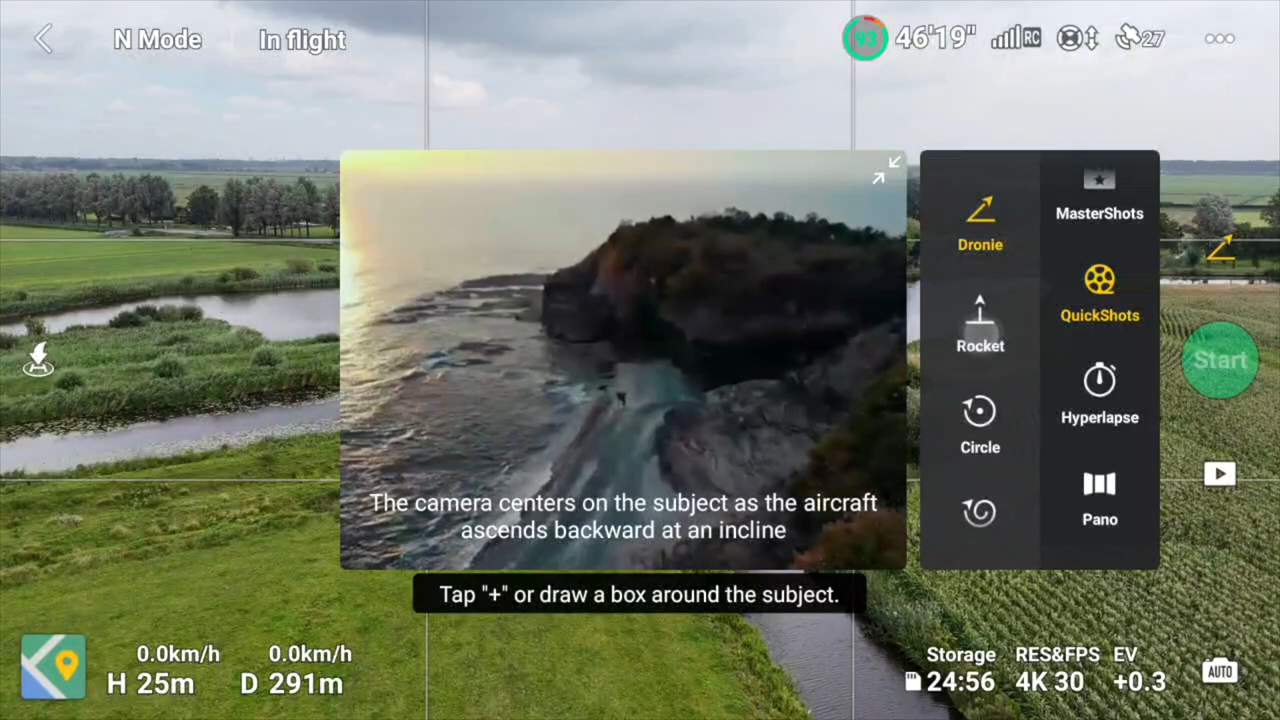 N Mode
In flight
93
46'19"
RC
27
Dronie
Rocket
Circle
MasterShots
QuickShots
Hyperlapse
Pano
Start
The camera centers on the subject as the aircraft
ascends backward at an incline
Tap "+" or draw a box around the subject.
0.0km/h 0.0km/h
H 25m D 291m
Storage RES&FPS EV
24:56 4K 30 +0.3
AUTO